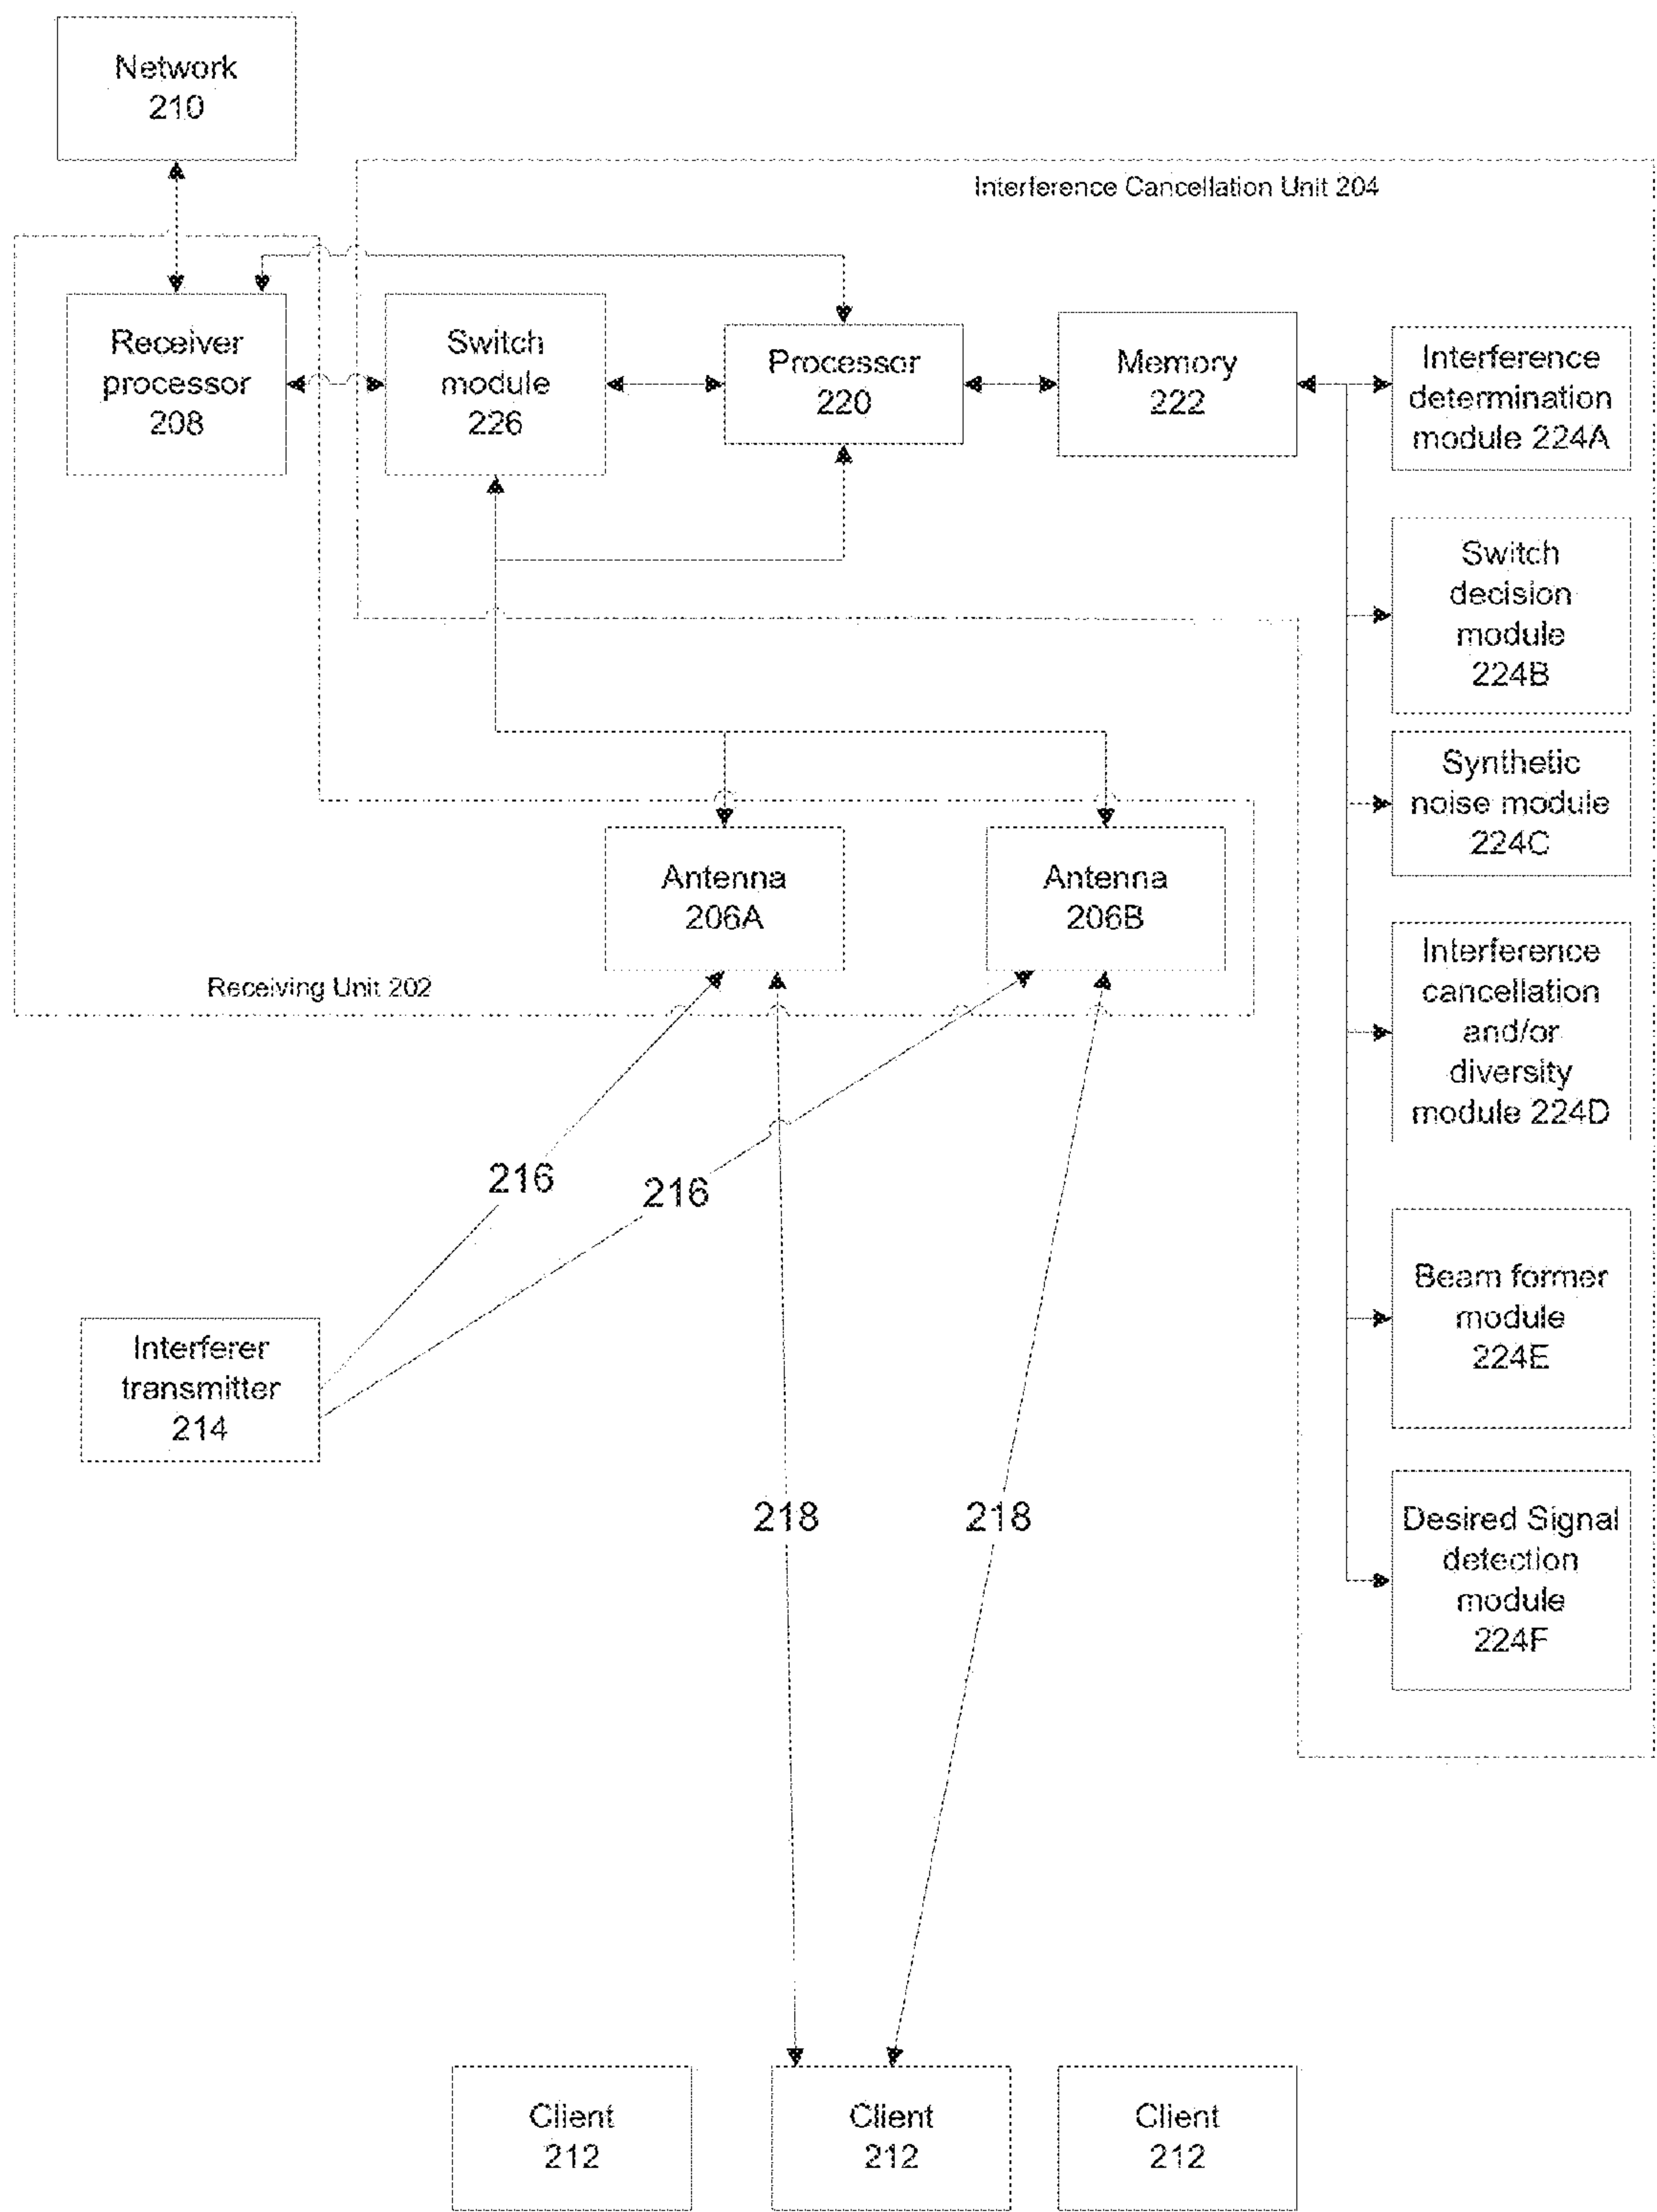 Network
210
Interference Cancellation Unit 204
Receiver
processor
208
Switch
module
226
Processor
220
Memory
222
Interference
determination
module 224A
Switch
decision
module
224B
Synthetic
noise module
224C
Antenna
206A
Antenna
206B
Receiving Unit 202
Interference
cancellation
and/or
diversity
module 224D
216
216
Beam former
module
224E
Interferer
transmitter
214
218
218
Desired Signal
detection
module
224F
Client
212
Client
212
Client
212